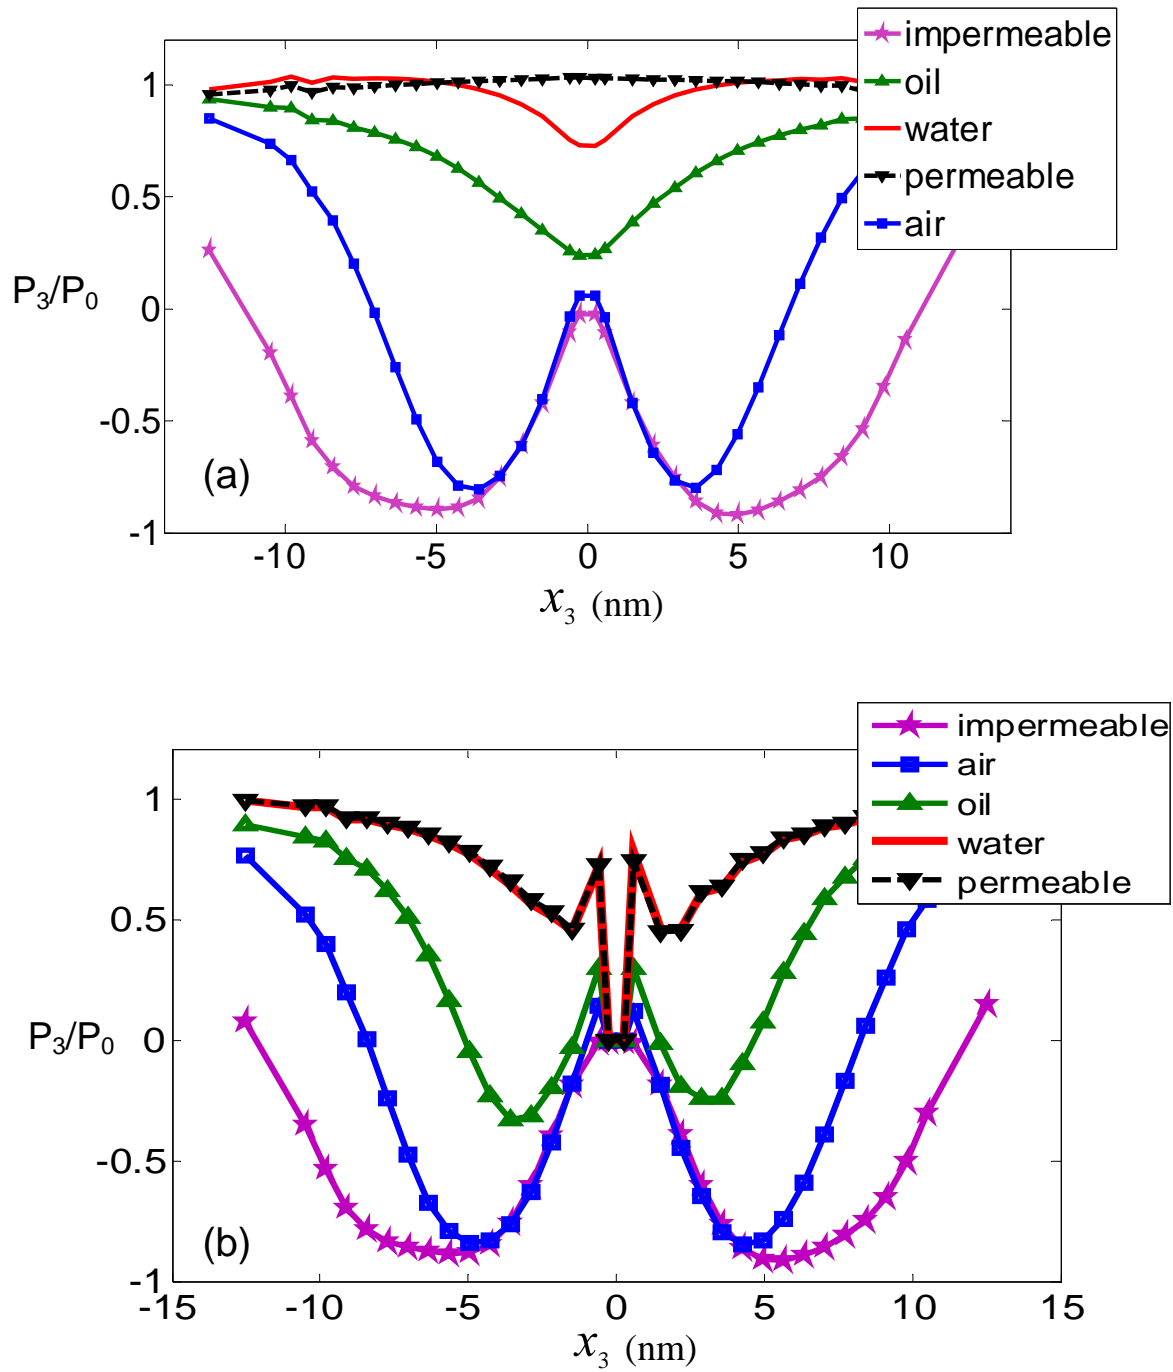 impermeable
oil
water
permeable
air
1
0.5
P3/P0
0
-0.5
(a)
-1
-10 -5 0 5 10
x3 (nm)
impermeable
air
oil
water
permeable
1
0.5
P3/P0
0
-0.5
(b)
-1
-15 -10 -5 0 5 10 15
x3 (nm)